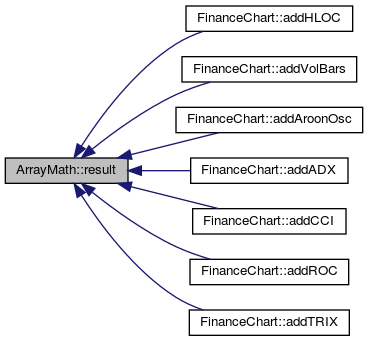 FinanceChart::addHLOC
FinanceChart::addVolBars
FinanceChart::addAroonOsc
ArrayMath::result
FinanceChart::addADX
FinanceChart::addCCI
FinanceChart::addROC
FinanceChart::addTRIX